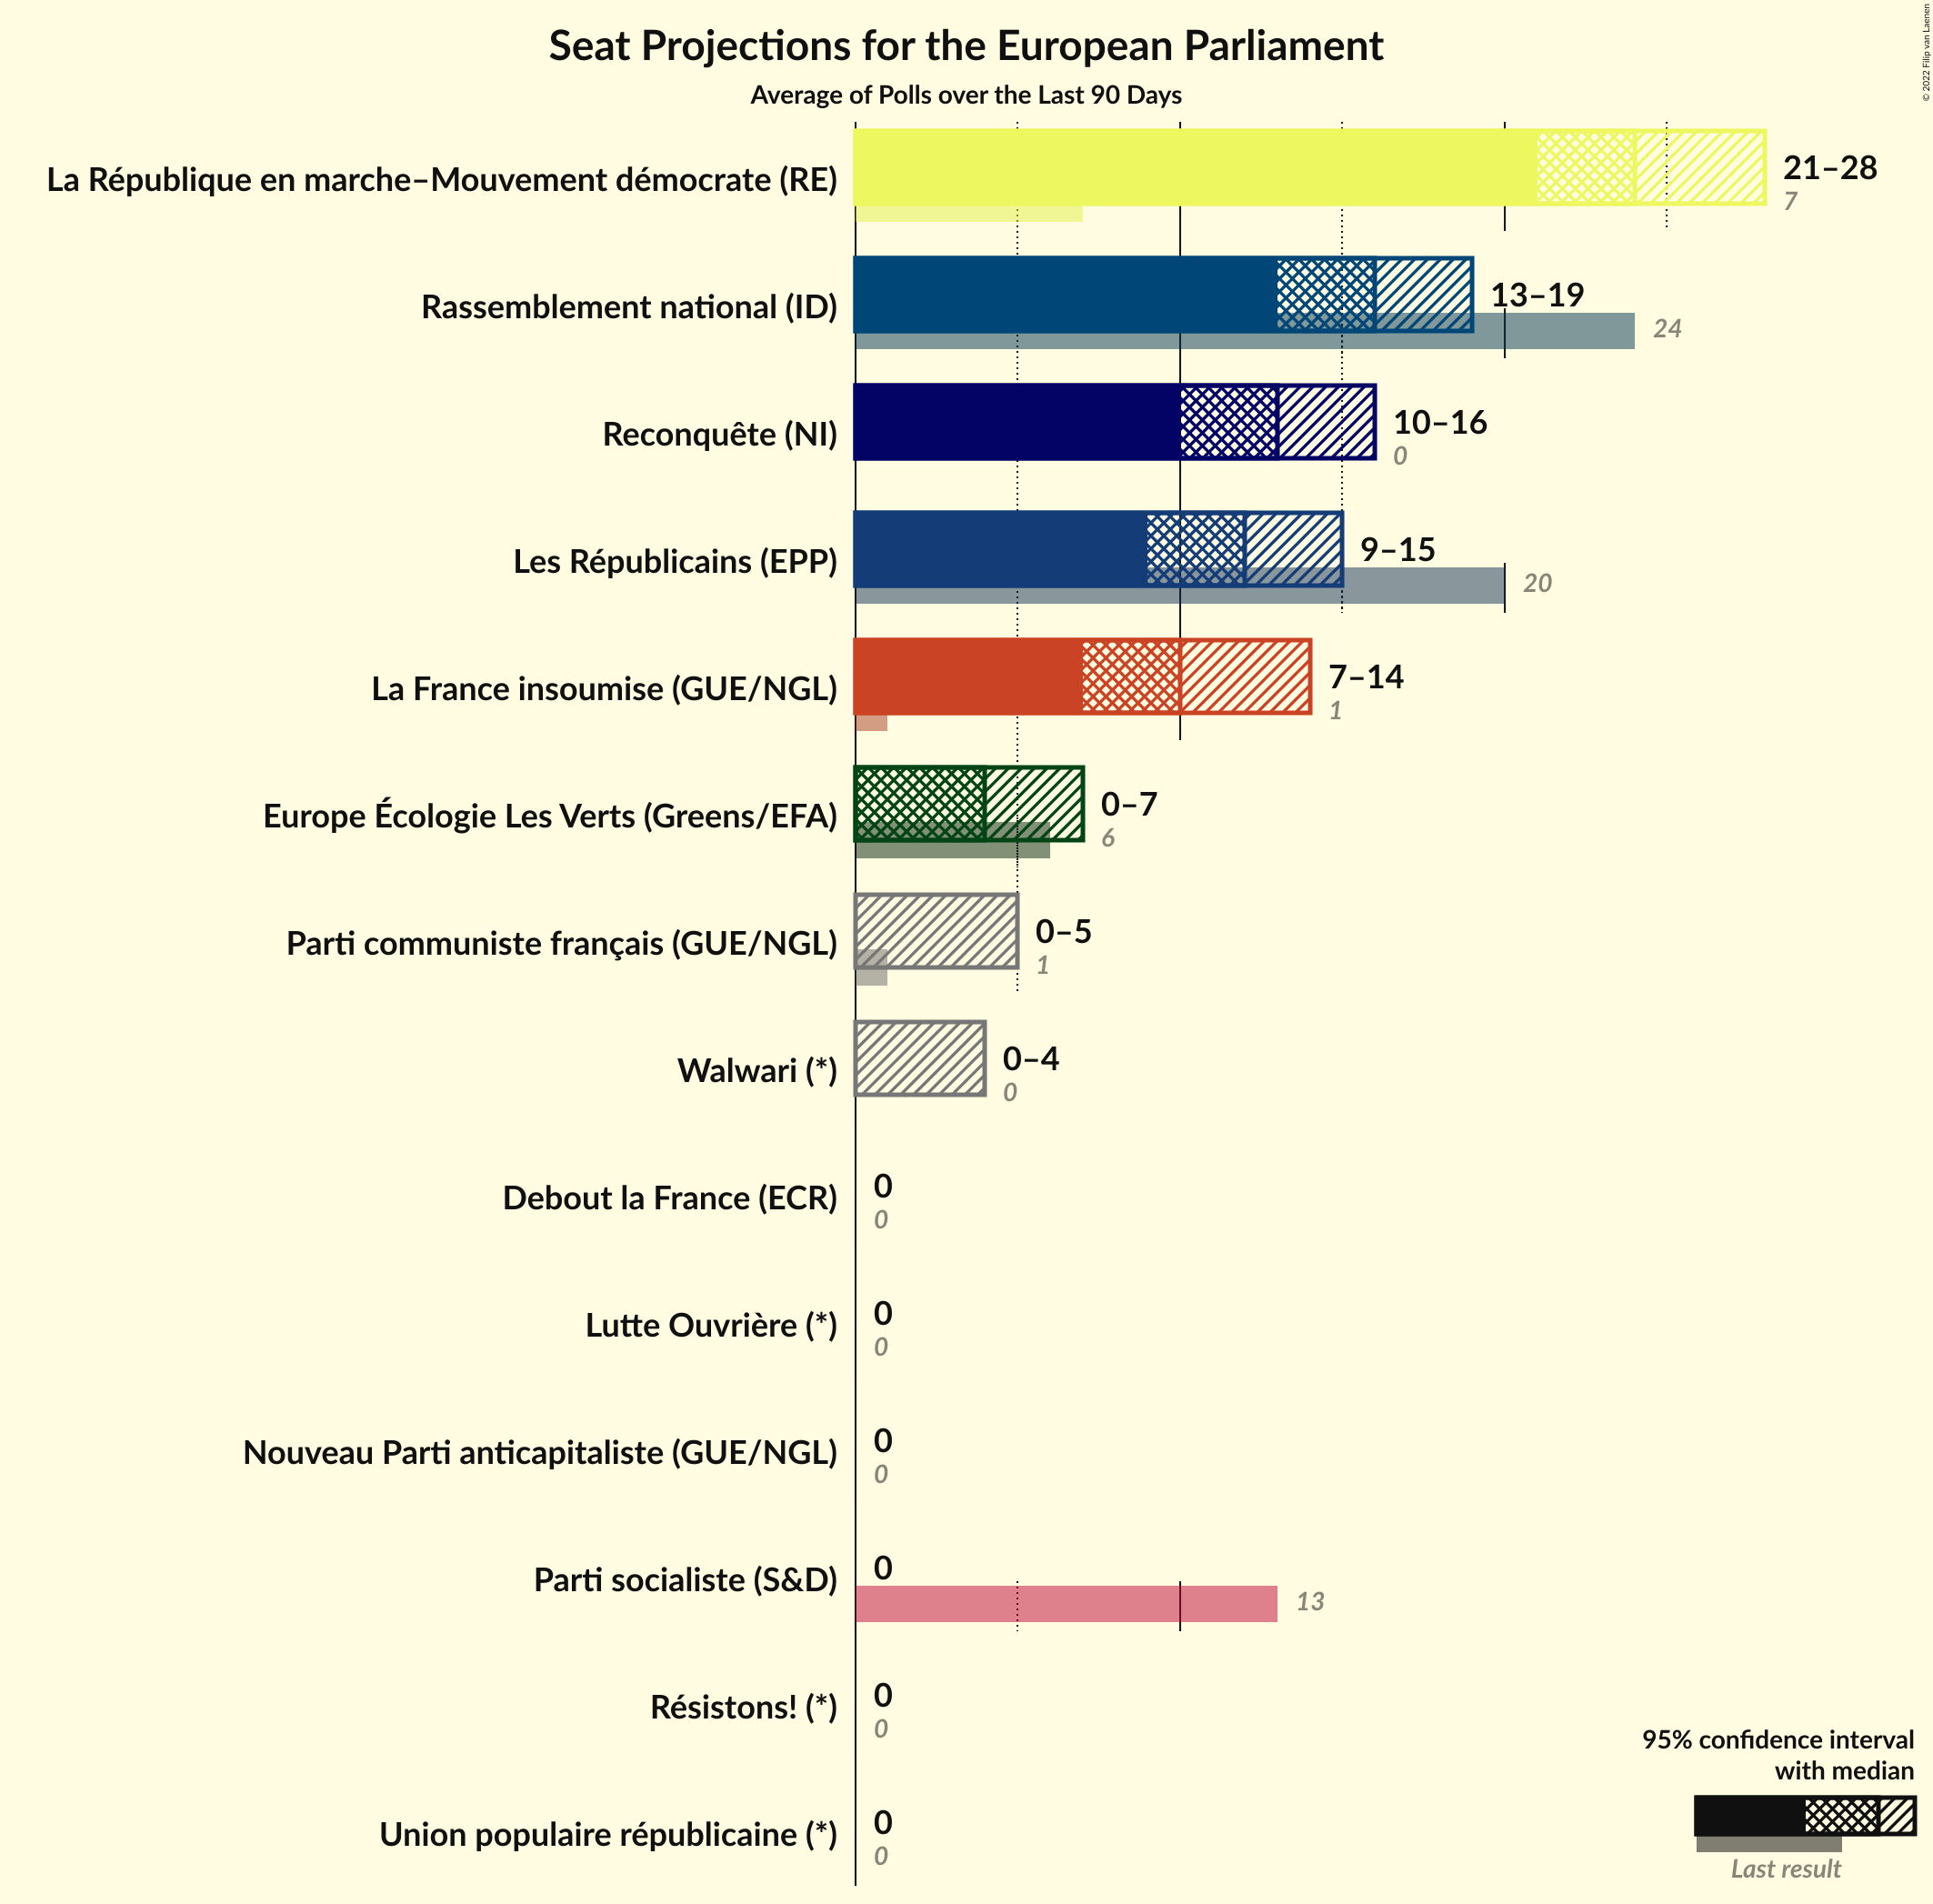 Seat Projections for the European Parliament
Average of Polls over the Last 90 Days
© 2022 Filip van Laenen
La République en marche–Mouvement démocrate (RE)
21–28
7
Rassemblement national (ID)
13–19
24
Reconquête (NI)
10–16
0
Les Républicains (EPP)
9–15
20
La France insoumise (GUE/NGL)
7–14
1
Europe Écologie Les Verts (Greens/EFA)
0–7
6
Parti communiste français (GUE/NGL)
0–5
1
Walwari (*)
0–4
0
Debout la France (ECR)
0
0
Lutte Ouvrière (*)
0
0
Nouveau Parti anticapitaliste (GUE/NGL)
0
0
Parti socialiste (S&D)
0
13
Résistons! (*)
0
0
Union populaire républicaine (*)
0
0
95% confidence interval
with median
Last result